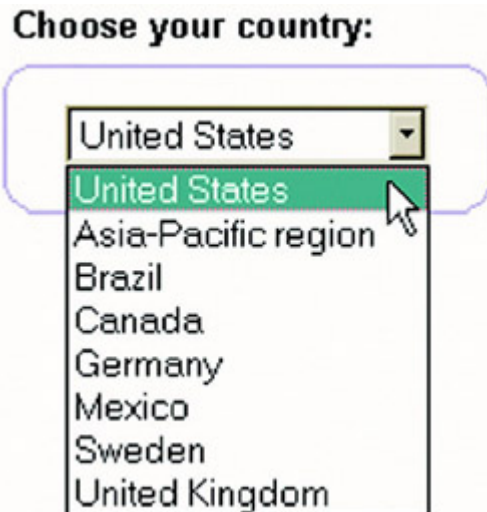 Choose your country:
United States
United States
Asia-Pacific region
Brazil
Canada
Germany
Mexico
Sweden
United Kingdom